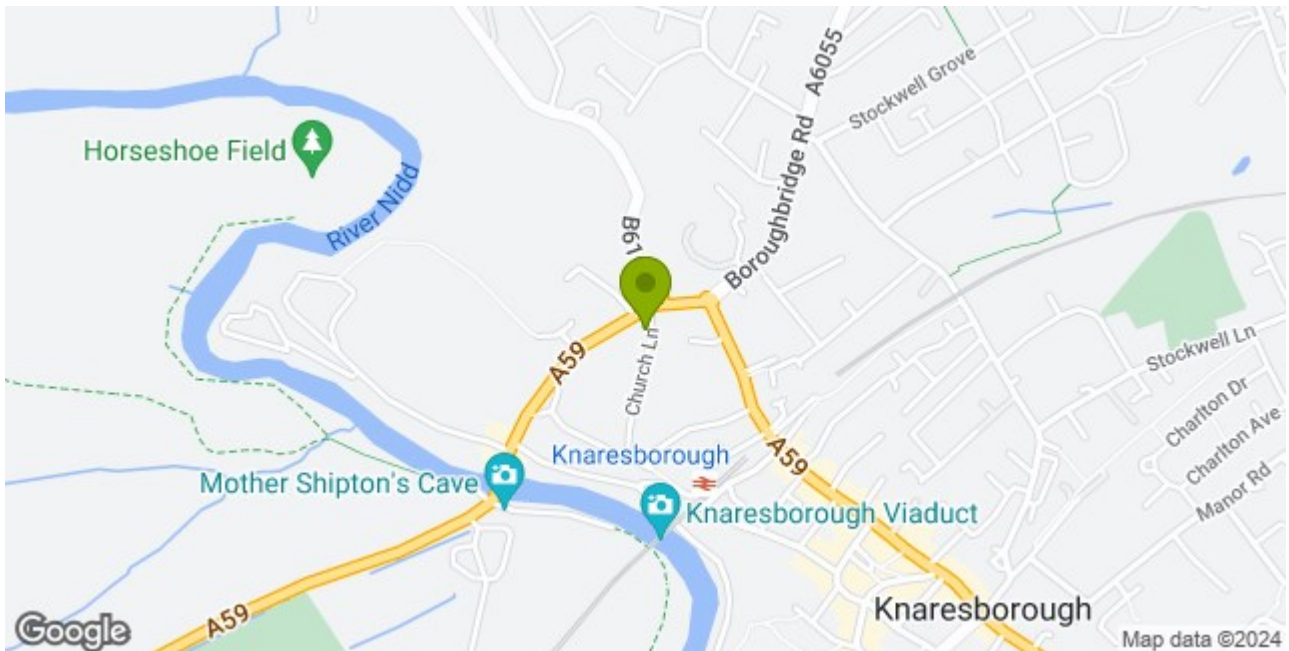 A6055
Boroughbridge Rd
Stockwell Grove
Horseshoe Field
River Nidd
B61
A59
Church Ln
Stockwell Ln
Charlton Dr
Charlton Ave
Manor Rd
Knaresborough
A59
Mother Shipton's Cave
Knaresborough Viaduct
A59
Knaresborough
Google
Map data ©2024